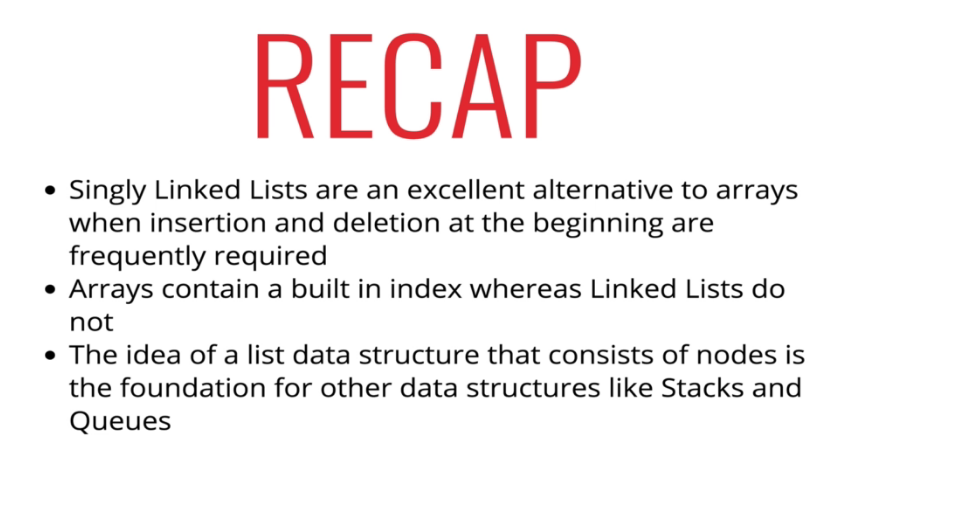 RECAP
• Singly Linked Lists are an excellent alternative to arrays
when insertion and deletion at the beginning are
frequently required
• Arrays contain a built in index whereas Linked Lists do
not
• The idea of a list data structure that consists of nodes is
the foundation for other data structures like Stacks and
Queues